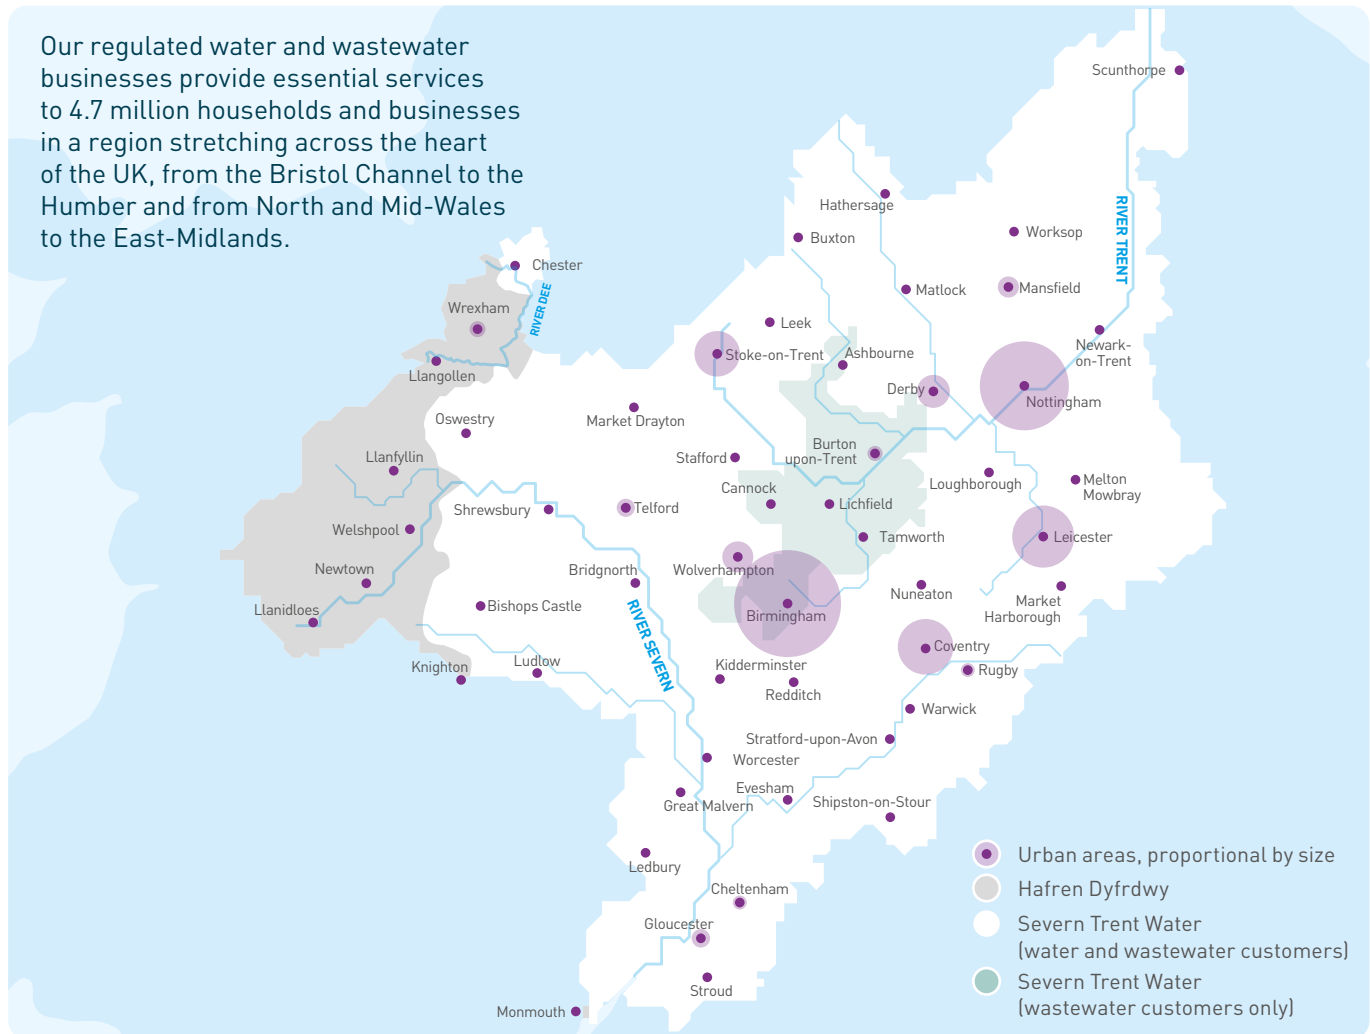 Our regulated water and wastewater
businesses provide essential services
to 4.7 million households and businesses
in a region stretching across the heart
of the UK, from the Bristol Channel to the
Humber and from North and Mid-Wales
to the East-Midlands.
Scunthorpe
Hathersage
RIVER TRENT
Buxton
Worksop
Chester
Matlock
Mansfield
Wrexham
RIVER DEE
Leek
Stoke-on-Trent
Ashbourne
Newark-
on-Trent
Llangollen
Derby
Nottingham
Oswestry
Market Drayton
Llanfyllin
Stafford
Burton
upon-Trent
Loughborough
Melton
Mowbray
Cannock
Shrewsbury
Telford
Lichfield
Welshpool
Tamworth
Leicester
Newtown
Bridgnorth
Wolverhampton
Nuneaton
Market
Harborough
Llanidloes
Bishops Castle
RIVER SEVERN
Birmingham
Coventry
Knighton
Ludlow
Kidderminster
Redditch
Rugby
Warwick
Stratford-upon-Avon
Worcester
Evesham
Great Malvern
Shipston-on-Stour
Ledbury
Cheltenham
Gloucester
Stroud
Monmouth
Urban areas, proportional by size
Hafren Dyfrdwy
Severn Trent Water
(water and wastewater customers)
Severn Trent Water
(wastewater customers only)